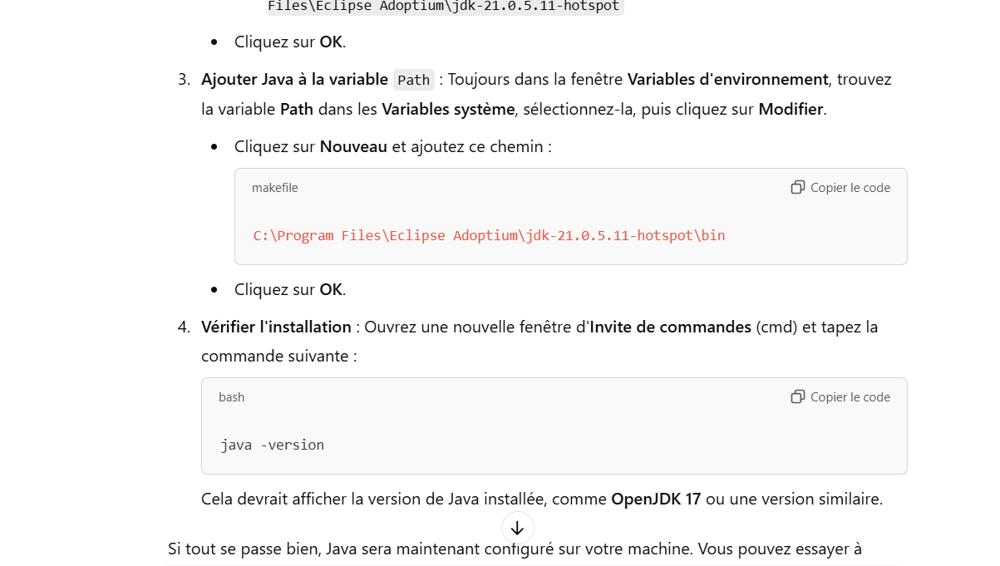 Files\Eclipse Adoptium\jdk-21.0.5.11-hotspot
• Cliquez sur OK.
3. Ajouter Java à la variable Path : Toujours dans la fenêtre Variables d'environnement, trouvez
la variable Path dans les Variables système, sélectionnez-la, puis cliquez sur Modifier.
• Cliquez sur Nouveau et ajoutez ce chemin :
makefile Copier le code
C:\Program Files\Eclipse Adoptium\jdk-21.0.5.11-hotspot\bin
• Cliquez sur OK.
4. Vérifier l'installation : Ouvrez une nouvelle fenêtre d'Invite de commandes (cmd) et tapez la
commande suivante :
bash Copier le code
java -version
Cela devrait afficher la version de Java installée, comme OpenJDK 17 ou une version similaire.
Si tout se passe bien, Java sera maintenant configuré sur votre machine. Vous pouvez essayer à